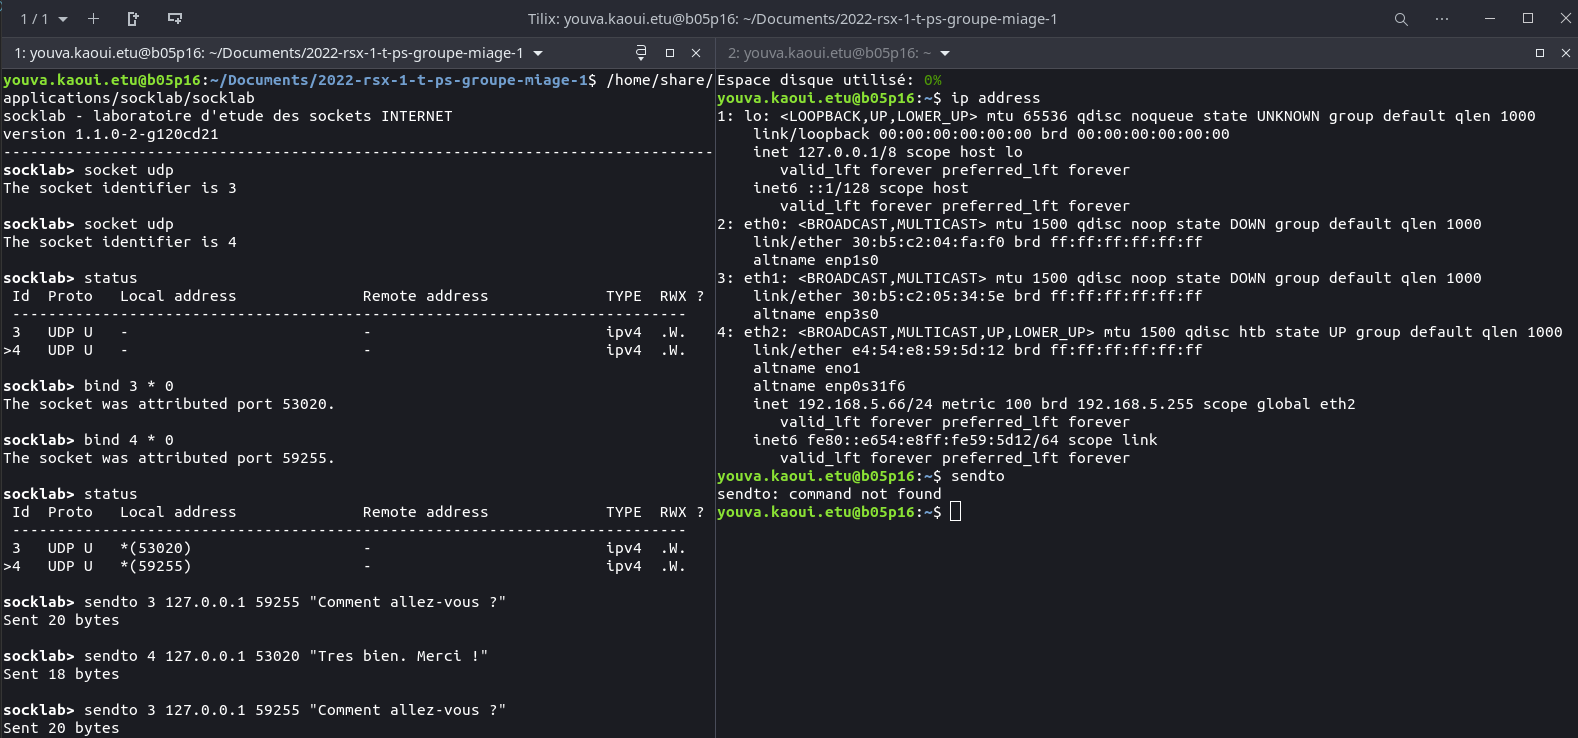 1 / 1
Tilix: youva.kaoui.etu@b05p16: ~/Documents/2022-rsx-1-t-ps-groupe-miage-1
1: youva.kaoui.etu@b05p16: ~/Documents/2022-rsx-1-t-ps-groupe-miage-1
youva.kaoui.etu@b05p16:~/Documents/2022-rsx-1-t-ps-groupe-miage-1$ /home/share/
applications/socklab/socklab
socklab - laboratoire d'etude des sockets INTERNET
version 1.1.0-2-g120cd21
-------------------------------------------------------------------------------
socklab> socket udp
The socket identifier is 3
socklab> socket udp
The socket identifier is 4
socklab> status
 Id  Proto   Local address              Remote address             TYPE  RWX ?
 ---------------------------------------------------------------------------
 3   UDP U   -                          -                          ipv4  .W.
>4   UDP U   -                          -                          ipv4  .W.
socklab> bind 3 * 0
The socket was attributed port 53020.
socklab> bind 4 * 0
The socket was attributed port 59255.
socklab> status
 Id  Proto   Local address              Remote address             TYPE  RWX ?
 ---------------------------------------------------------------------------
 3   UDP U   *(53020)                   -                          ipv4  .W.
>4   UDP U   *(59255)                   -                          ipv4  .W.
socklab> sendto 3 127.0.0.1 59255 "Comment allez-vous ?"
Sent 20 bytes
socklab> sendto 4 127.0.0.1 53020 "Tres bien. Merci !"
Sent 18 bytes
socklab> sendto 3 127.0.0.1 59255 "Comment allez-vous ?"
Sent 20 bytes
2: youva.kaoui.etu@b05p16: ~
Espace disque utilisé: 0%
youva.kaoui.etu@b05p16:~$ ip address
1: lo: <LOOPBACK,UP,LOWER_UP> mtu 65536 qdisc noqueue state UNKNOWN group default qlen 1000
    link/loopback 00:00:00:00:00:00 brd 00:00:00:00:00:00
    inet 127.0.0.1/8 scope host lo
       valid_lft forever preferred_lft forever
    inet6 ::1/128 scope host
       valid_lft forever preferred_lft forever
2: eth0: <BROADCAST,MULTICAST> mtu 1500 qdisc noop state DOWN group default qlen 1000
    link/ether 30:b5:c2:04:fa:f0 brd ff:ff:ff:ff:ff:ff
    altname enp1s0
3: eth1: <BROADCAST,MULTICAST> mtu 1500 qdisc noop state DOWN group default qlen 1000
    link/ether 30:b5:c2:05:34:5e brd ff:ff:ff:ff:ff:ff
    altname enp3s0
4: eth2: <BROADCAST,MULTICAST,UP,LOWER_UP> mtu 1500 qdisc htb state UP group default qlen 1000
    link/ether e4:54:e8:59:5d:12 brd ff:ff:ff:ff:ff:ff
    altname eno1
    altname enp0s31f6
    inet 192.168.5.66/24 metric 100 brd 192.168.5.255 scope global eth2
       valid_lft forever preferred_lft forever
    inet6 fe80::e654:e8ff:fe59:5d12/64 scope link
       valid_lft forever preferred_lft forever
youva.kaoui.etu@b05p16:~$ sendto
sendto: command not found
youva.kaoui.etu@b05p16:~$